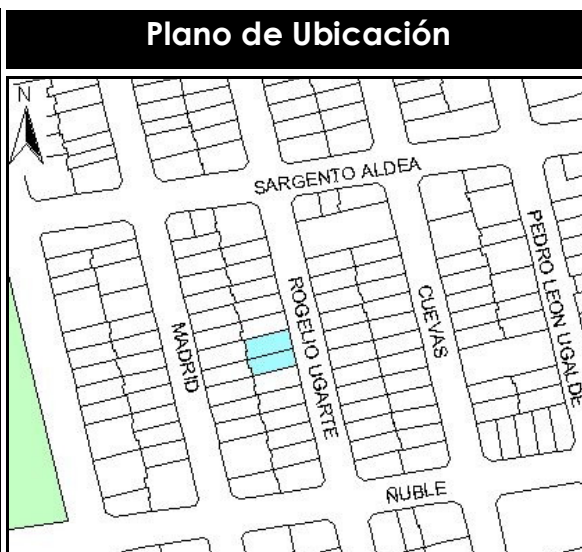 Plano de Ubicación
N
SARGENTO ALDEA
PEDRO LEON UGALDE
ROGELIO UGARTE
CUEVAS
MADRID
ÑUBLE